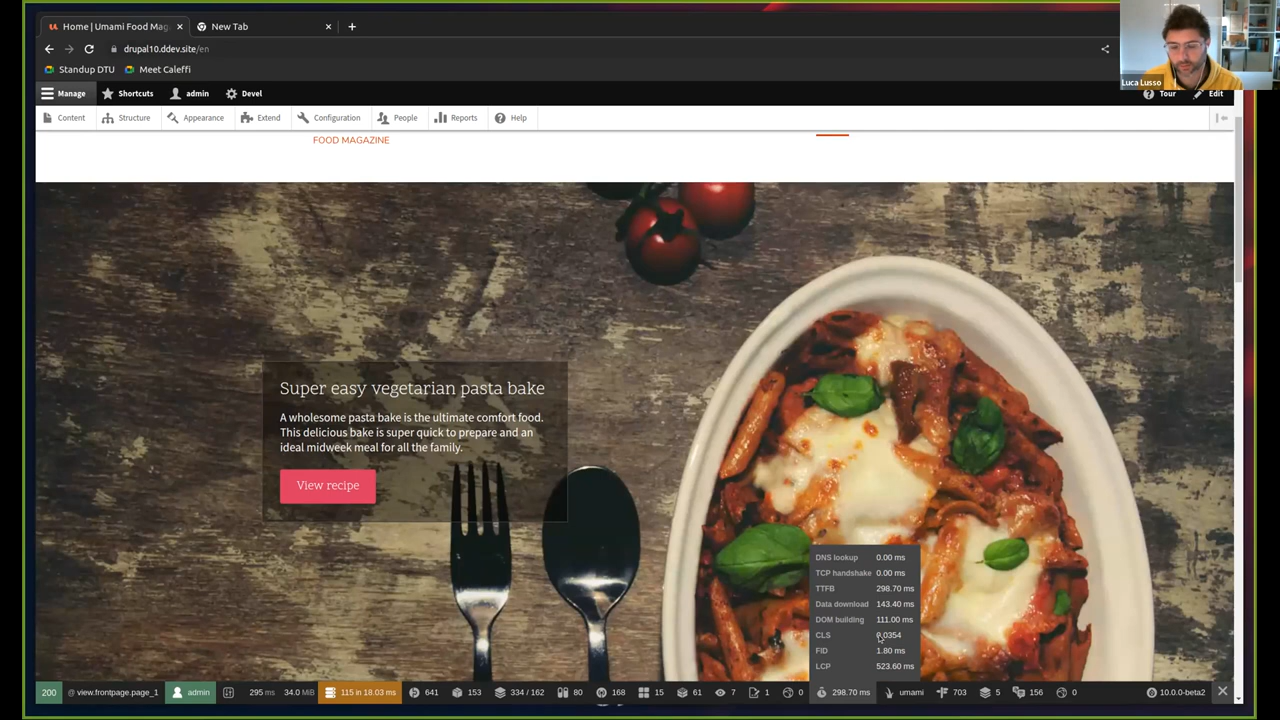 Home | Umami Food Mag
New Tab
drupal10.ddev.site/en
Standup DTU
Meet Caleffi
Luca Lusso
Manage
Shortcuts
admin
Devel
Tour
Edit
Content
Structure
Appearance
Extend
Configuration
People
Reports
Help
FOOD MAGAZINE
Super easy vegetarian pasta bake
A wholesome pasta bake is the ultimate comfort food.
This delicious bake is super quick to prepare and an
ideal midweek meal for all the family.
View recipe
DNS lookup 0.00 ms
TCP handshake 0.00 ms
TTFB 298.70 ms
Data download 143.40 ms
DOM building 111.00 ms
CLS 0.0354
FID 1.80 ms
LCP 523.60 ms
200 @ view.frontpage.page_1 admin 295 ms 34.0 MB 115 in 18.03 ms 641 153 334 / 162 80 168 15 61 7 1 0 298.70 ms umami 703 5 156 0 10.0.0-beta2